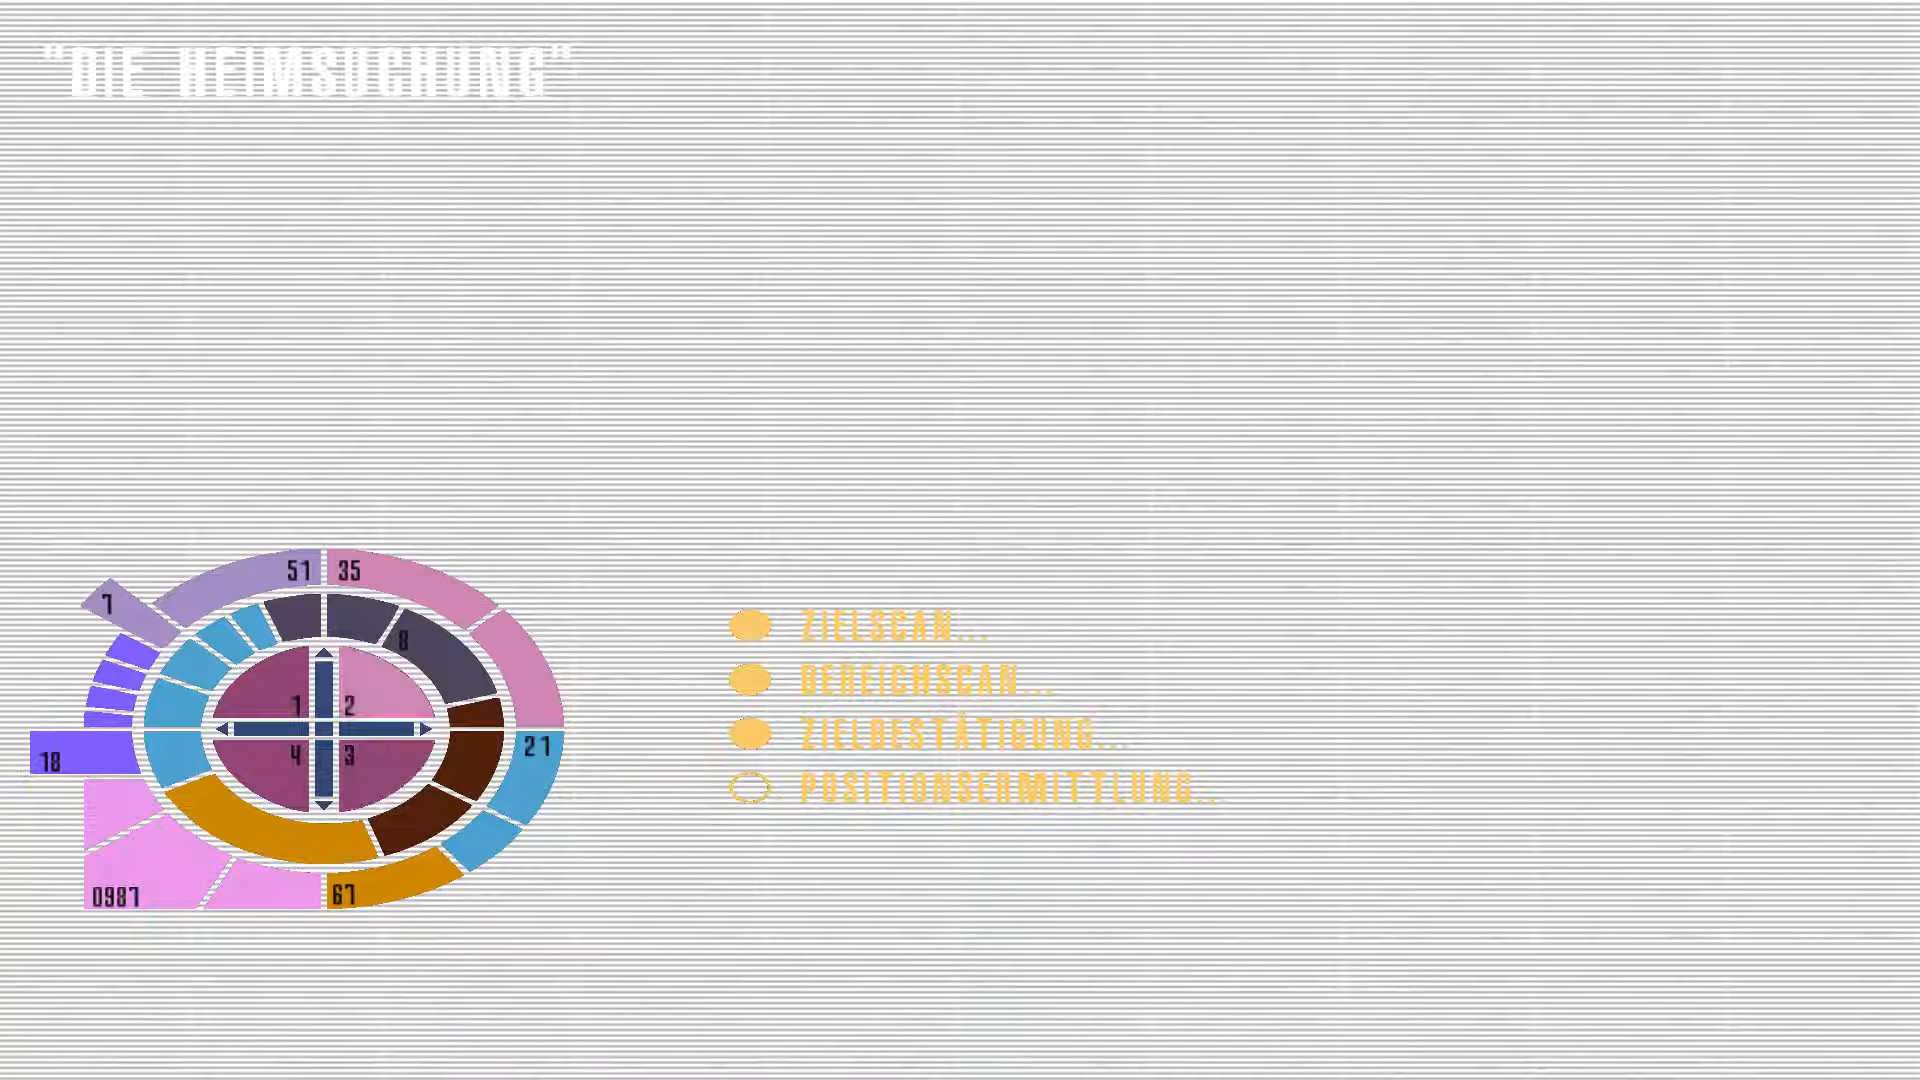 "DIE HEIMSUCHUNG"
51 35
7
ZIELSCAN...
8
BEREICHSCAN...
1 2
ZIELBESTÄTIGUNG...
21
4 3
18
POSITIONSERMITTLUNG..
0987
67